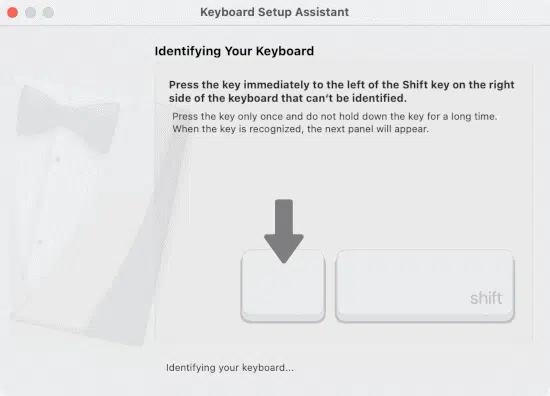 Keyboard Setup Assistant
Identifying Your Keyboard
Press the key immediately to the left of the Shift key on the right
side of the keyboard that can't be identified.
Press the key only once and do not hold down the key for a long time.
When the key is recognized, the next panel will appear.
shift
Identifying your keyboard...